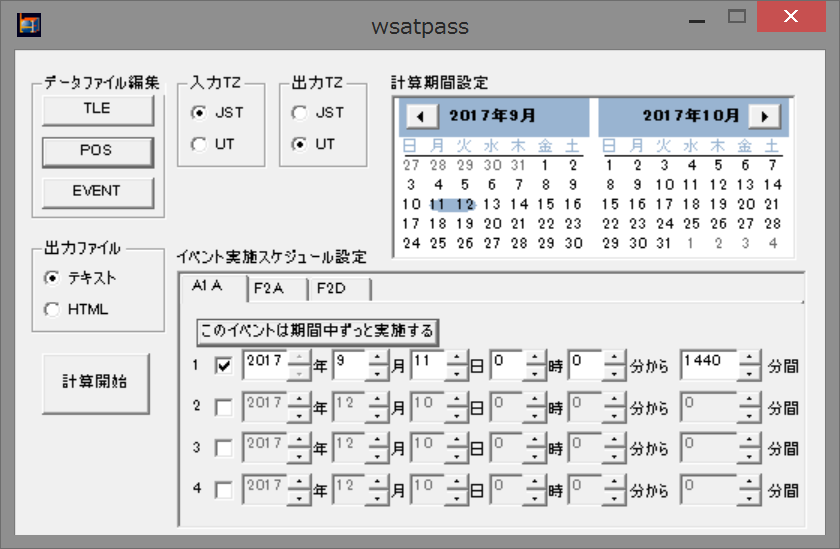 wsatpass
データファイル編集
TLE
POS
EVENT
入力TZ
JST
UT
出力TZ
JST
UT
計算期間設定
2017年9月
日 月 火 水 木 金 土
27 28 29 30 31 1 2
3 4 5 6 7 8 9
10 11 12 13 14 15 16
17 18 19 20 21 22 23
24 25 26 27 28 29 30
2017年10月
日 月 火 水 木 金 土
1 2 3 4 5 6 7
8 9 10 11 12 13 14
15 16 17 18 19 20 21
22 23 24 25 26 27 28
29 30 31 1 2 3 4
出力ファイル
テキスト
HTML
計算開始
イベント実施スケジュール設定
A1A F2A F2D
このイベントは期間中ずっと実施する
1 2017 年 9 月 11 日 0 時 0 分から 1440 分間
2 2017 年 12 月 10 日 0 時 0 分から 0 分間
3 2017 年 12 月 10 日 0 時 0 分から 0 分間
4 2017 年 12 月 10 日 0 時 0 分から 0 分間